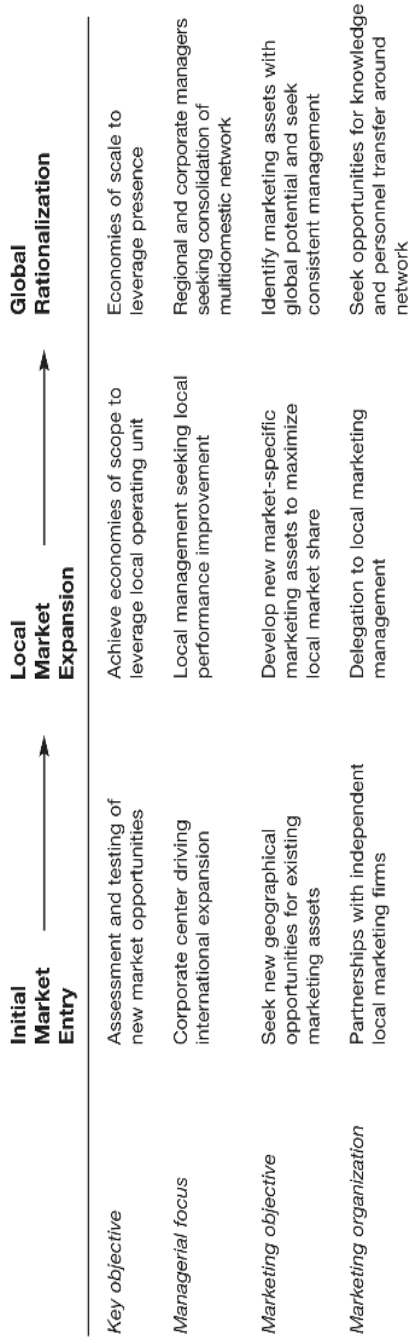 Initial
Market
Entry
Local
Market
Expansion
Global
Rationalization
Key objective
Assessment and testing of
new market opportunities
Achieve economies of scope to
leverage local operating unit
Economies of scale to
leverage presence
Managerial focus
Corporate center driving
international expansion
Local management seeking local
performance improvement
Regional and corporate managers
seeking consolidation of
multidomestic network
Marketing objective
Seek new geographical
opportunities for existing
marketing assets
Develop new market-specific
marketing assets to maximize
local market share
Identify marketing assets with
global potential and seek
consistent management
Marketing organization
Partnerships with independent
local marketing firms
Delegation to local marketing
management
Seek opportunities for knowledge
and personnel transfer around
network